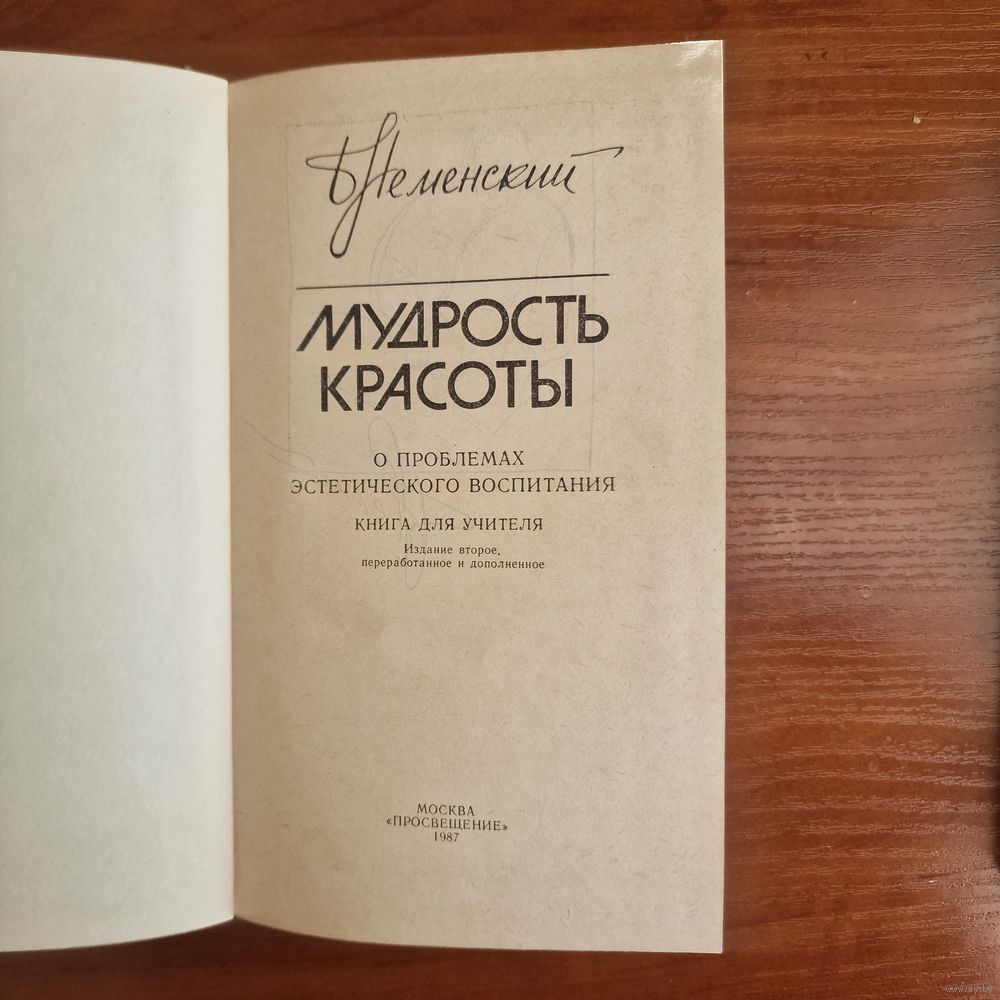 Б Неменский
МУДРОСТЬ
КРАСОТЫ
О ПРОБЛЕМАХ
ЭСТЕТИЧЕСКОГО ВОСПИТАНИЯ
КНИГА ДЛЯ УЧИТЕЛЯ
Издание второе,
переработанное и дополненное
МОСКВА
«ПРОСВЕЩЕНИЕ»
1987